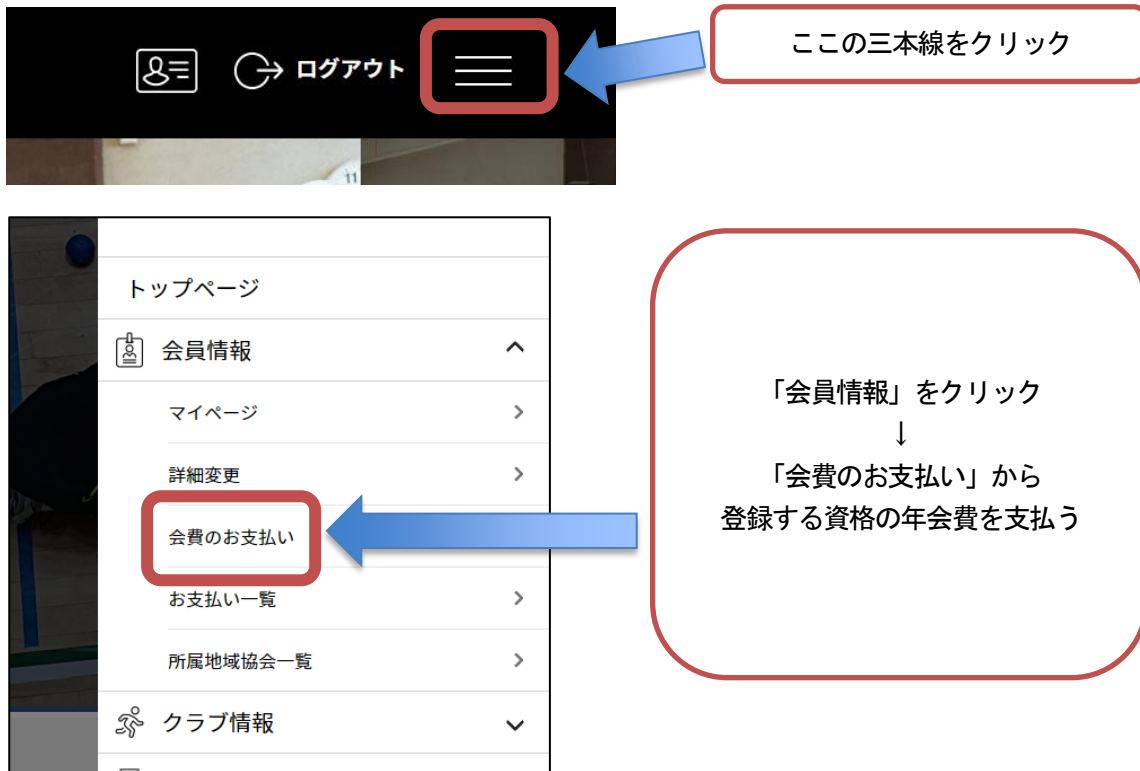 ログアウト
ここの三本線をクリック
トップページ
会員情報
マイページ
詳細変更
会費のお支払い
お支払い一覧
所属地域協会一覧
クラブ情報
「会員情報」をクリック
↓
「会費のお支払い」から
登録する資格の年会費を支払う